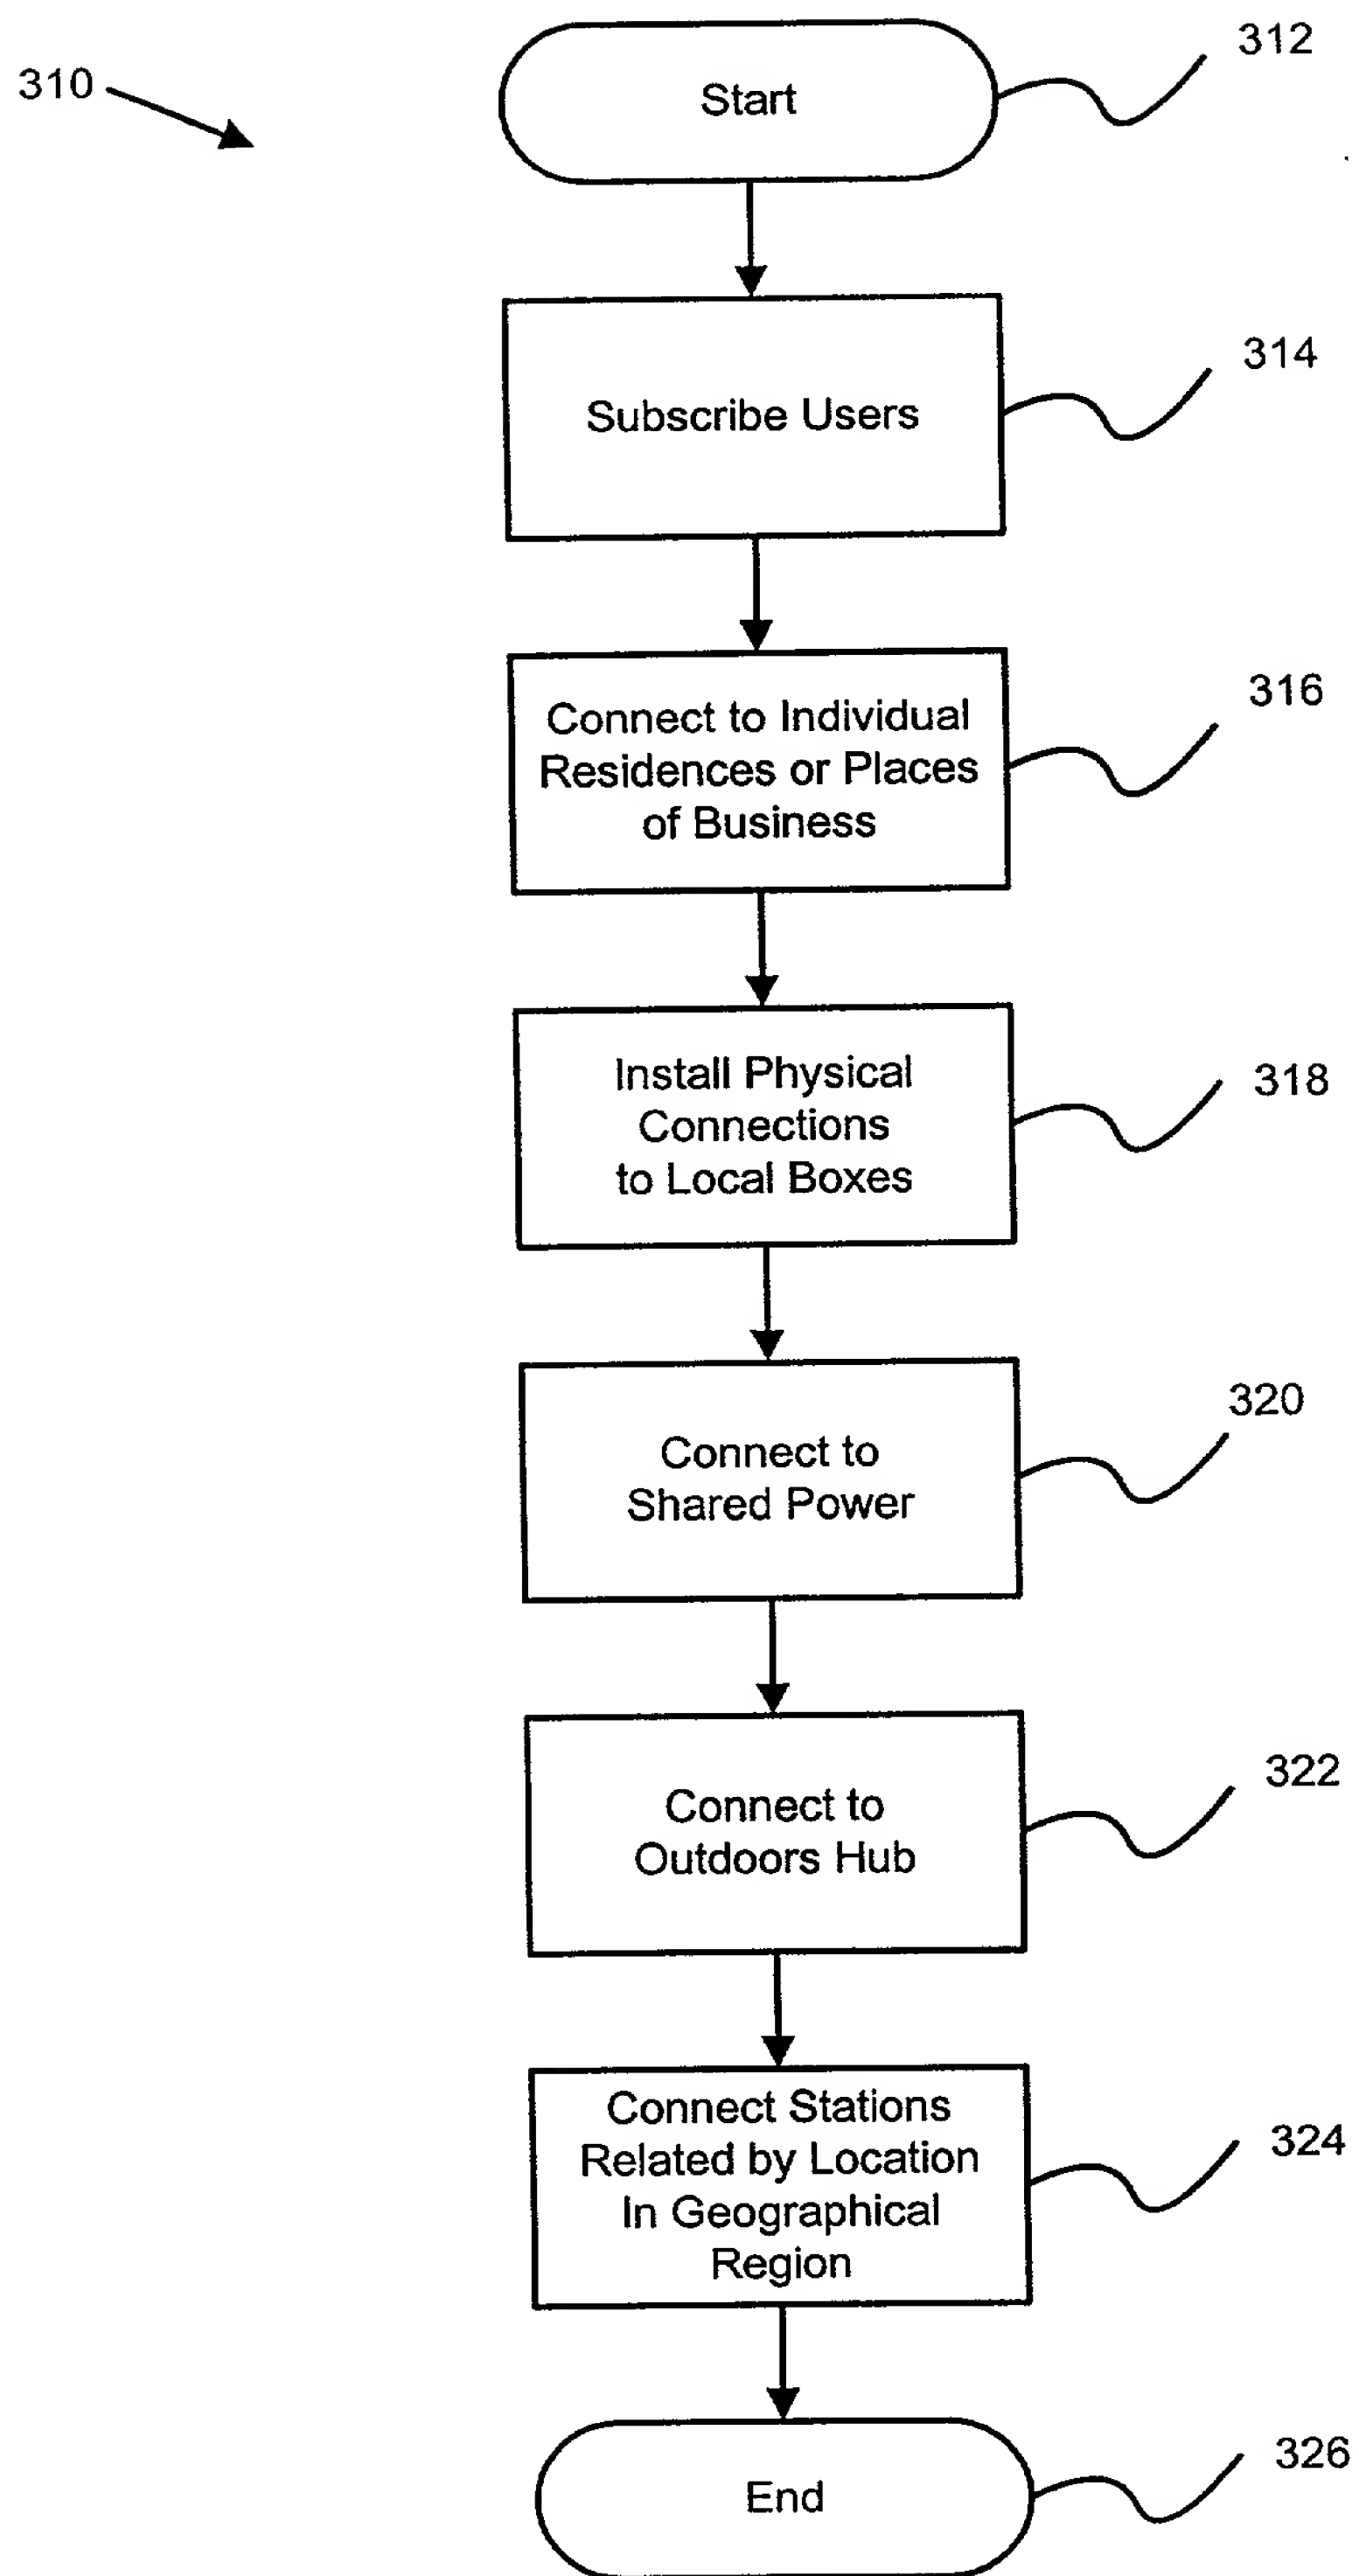 310
312
Start
314
Subscribe Users
316
Connect to Individual
Residences or Places
of Business
318
Install Physical
Connections
to Local Boxes
320
Connect to
Shared Power
322
Connect to
Outdoors Hub
324
Connect Stations
Related by Location
In Geographical
Region
326
End